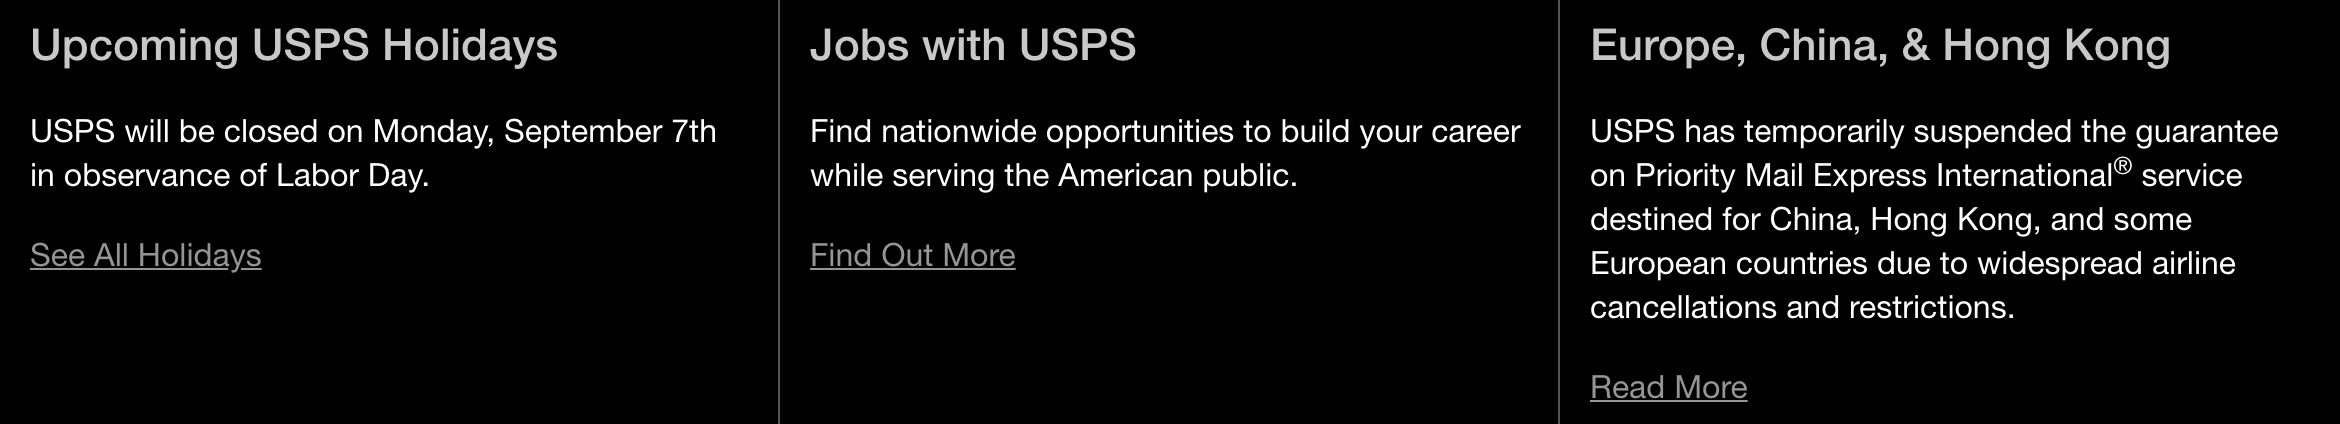 Upcoming USPS Holidays
USPS will be closed on Monday, September 7th
in observance of Labor Day.
See All Holidays
Jobs with USPS
Find nationwide opportunities to build your career
while serving the American public.
Find Out More
Europe, China, & Hong Kong
USPS has temporarily suspended the guarantee
on Priority Mail Express International® service
destined for China, Hong Kong, and some
European countries due to widespread airline
cancellations and restrictions.
Read More